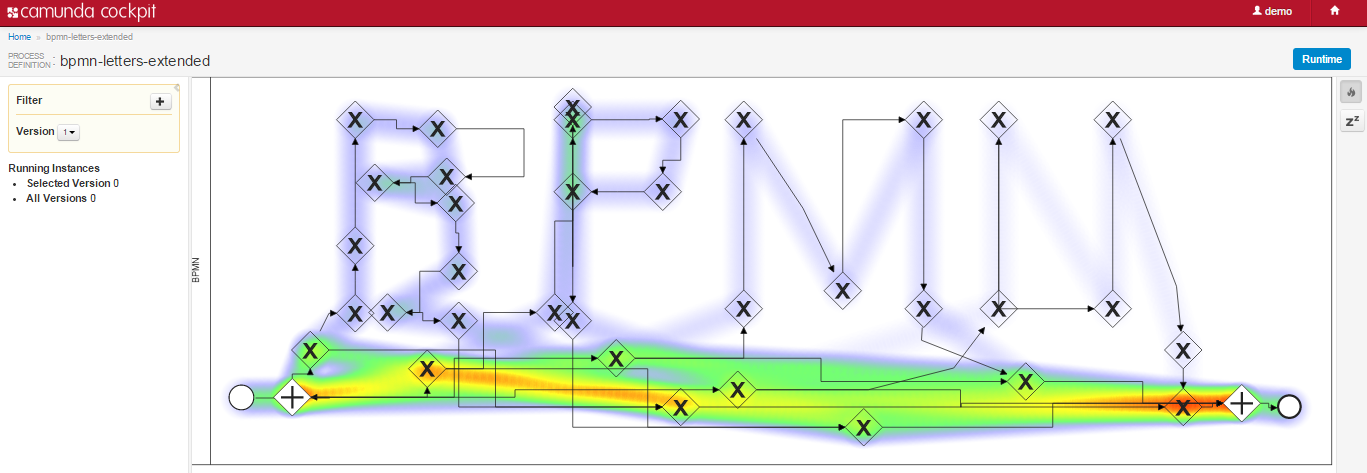 camunda cockpit
demo
Home » bpmn-letters-extended
PROCESS DEFINITION : bpmn-letters-extended
Runtime
Filter
+
Version 1
Running Instances
Selected Version 0
All Versions 0
BPMN
zz